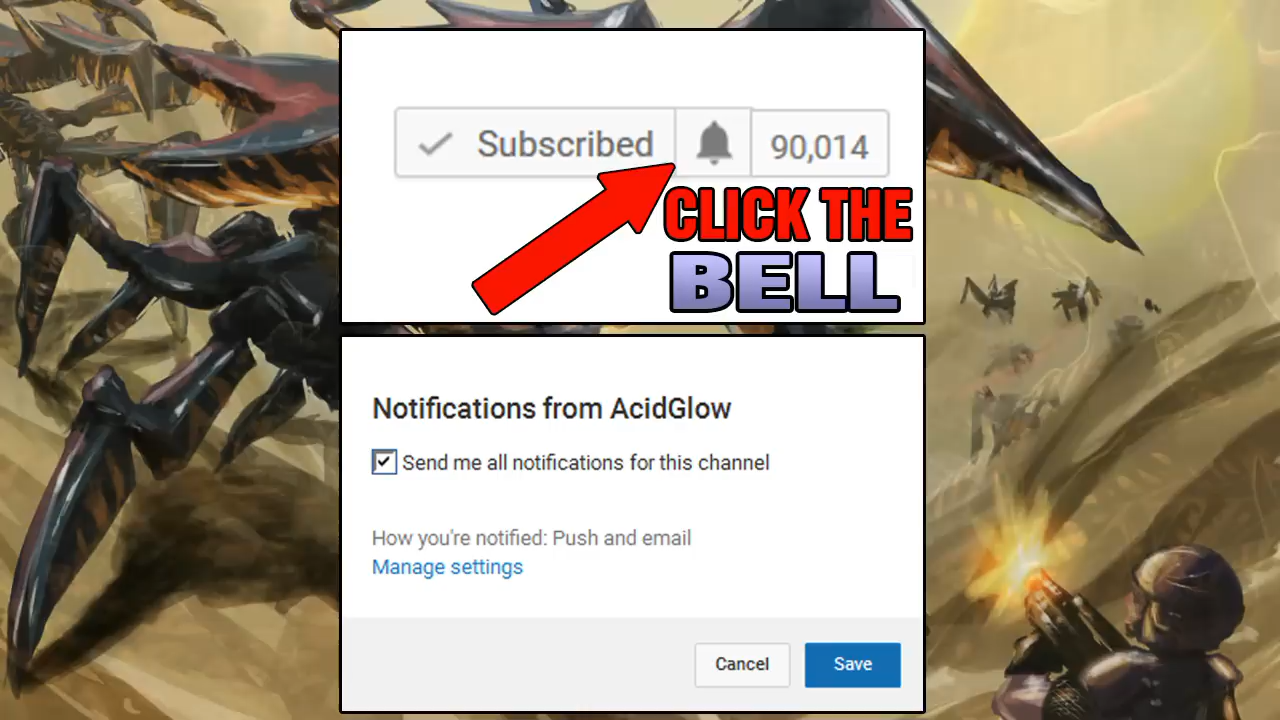 Subscribed 90,014
CLICK THE
BELL
Notifications from AcidGlow
Send me all notifications for this channel
How you're notified: Push and email
Manage settings
Cancel Save